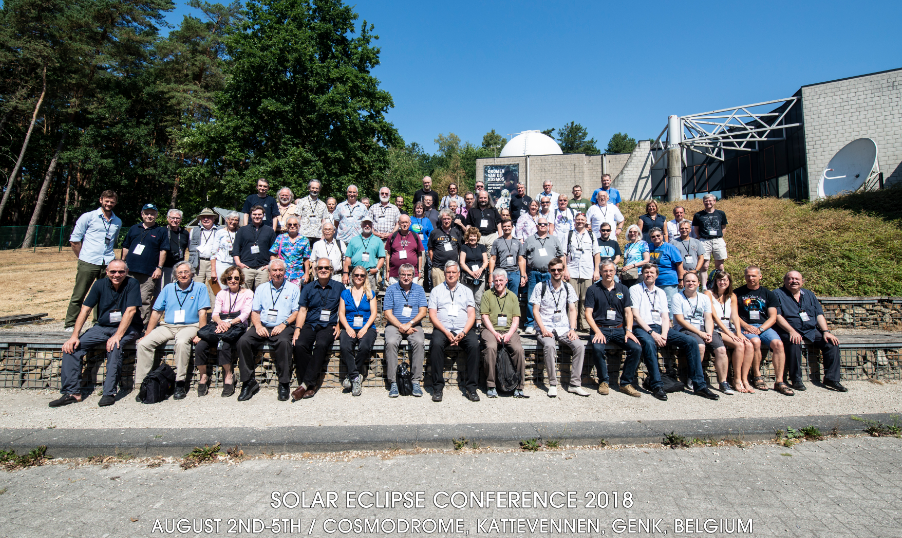 SOLAR ECLIPSE CONFERENCE 2018
AUGUST 2ND-5TH / COSMODROME, KATTEVENNEN, GENK, BELGIUM